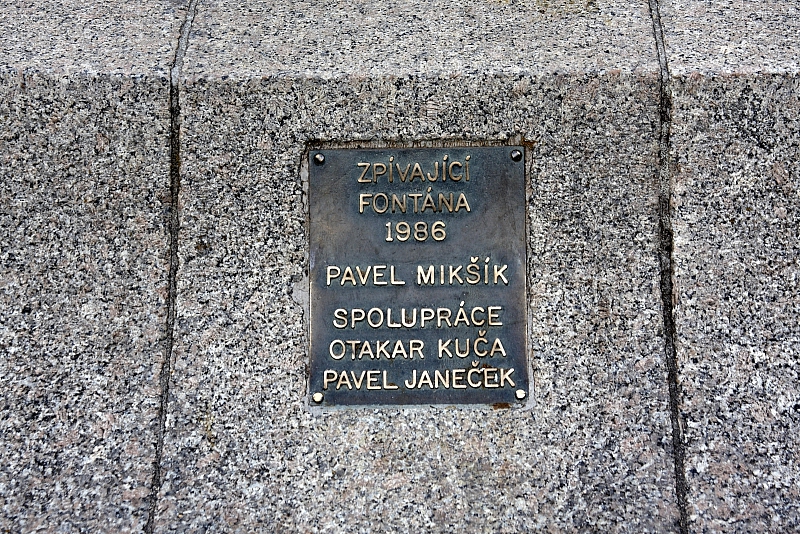 ZPÍVAJÍCÍ
FONTÁNA
1986
PAVEL MIKŠÍK
SPOLUPRÁCE
OTAKAR KUČA
PAVEL JANEČEK